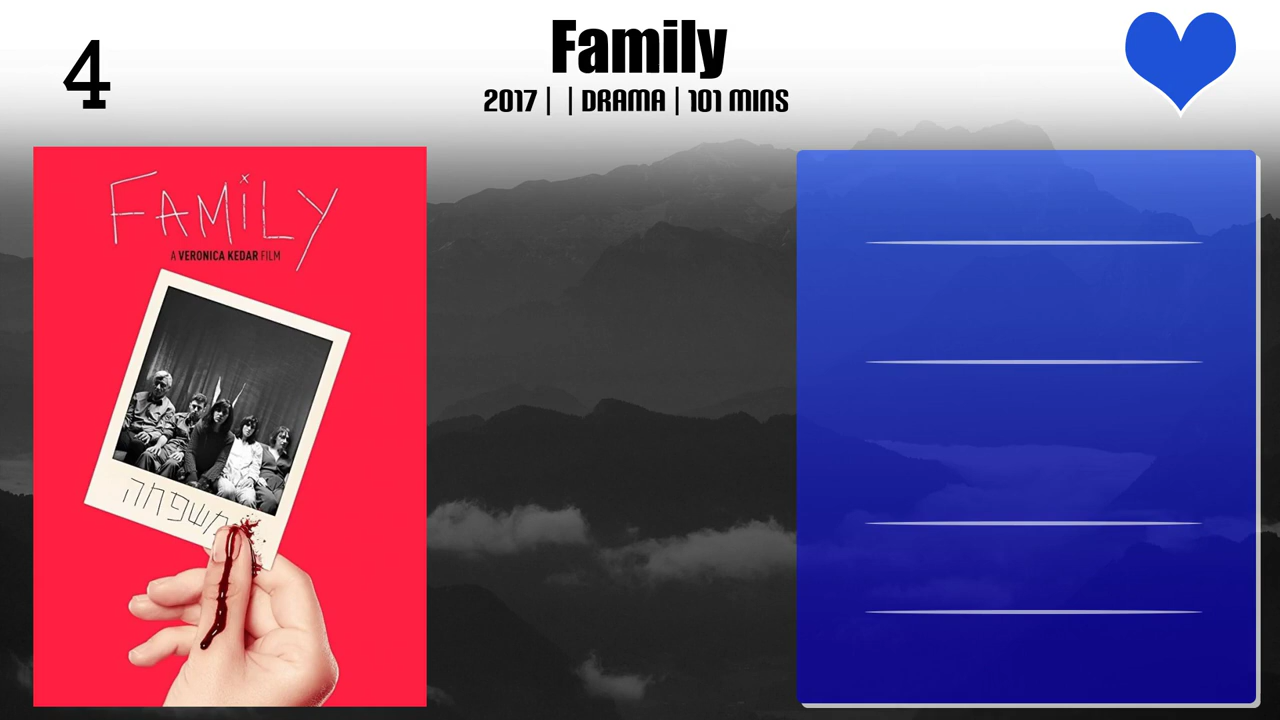 4
Family
2017 | | DRAMA | 101 MINS
FAMiLY
A VERONICA KEDAR FILM
משפחה